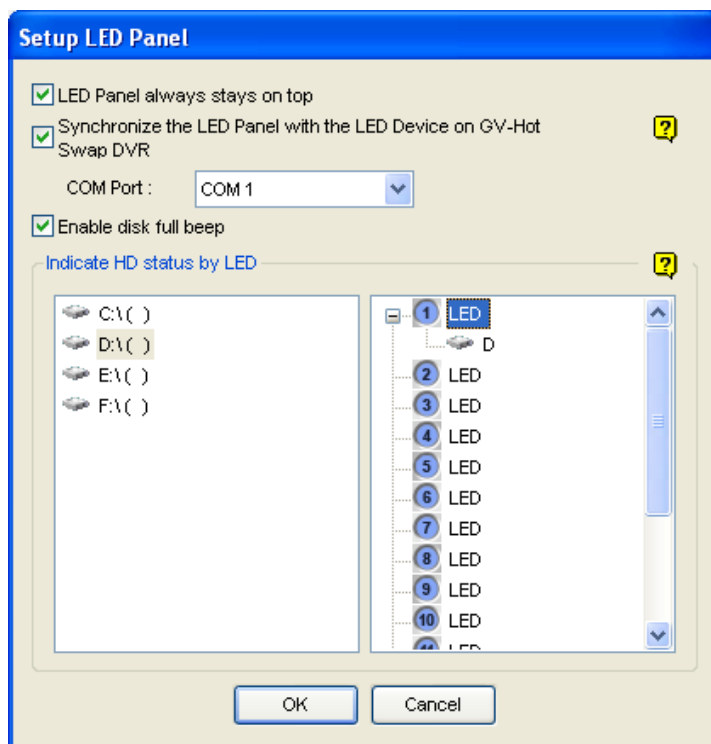 Setup LED Panel
LED Panel always stays on top
Synchronize the LED Panel with the LED Device on GV-Hot
Swap DVR
?
COM Port :
COM 1
Enable disk full beep
Indicate HD status by LED
?
C:\ ( )
D:\ ( )
E:\ ( )
F:\ ( )
1 LED
D
2 LED
3 LED
4 LED
5 LED
6 LED
7 LED
8 LED
9 LED
10 LED
11 LED
OK
Cancel